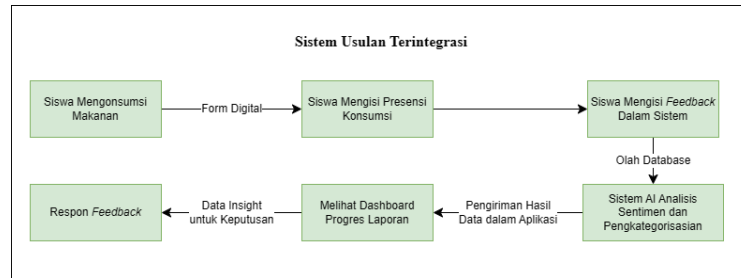 Sistem Usulan Terintegrasi
Siswa Mengonsumsi
Makanan
Form Digital
Siswa Mengisi Presensi
Konsumsi
Siswa Mengisi Feedback
Dalam Sistem
Olah Database
Sistem AI Analisis
Sentimen dan
Pengkategorisasian
Pengiriman Hasil
Data dalam Aplikasi
Melihat Dashboard
Progres Laporan
Data Insight
untuk Keputusan
Respon Feedback